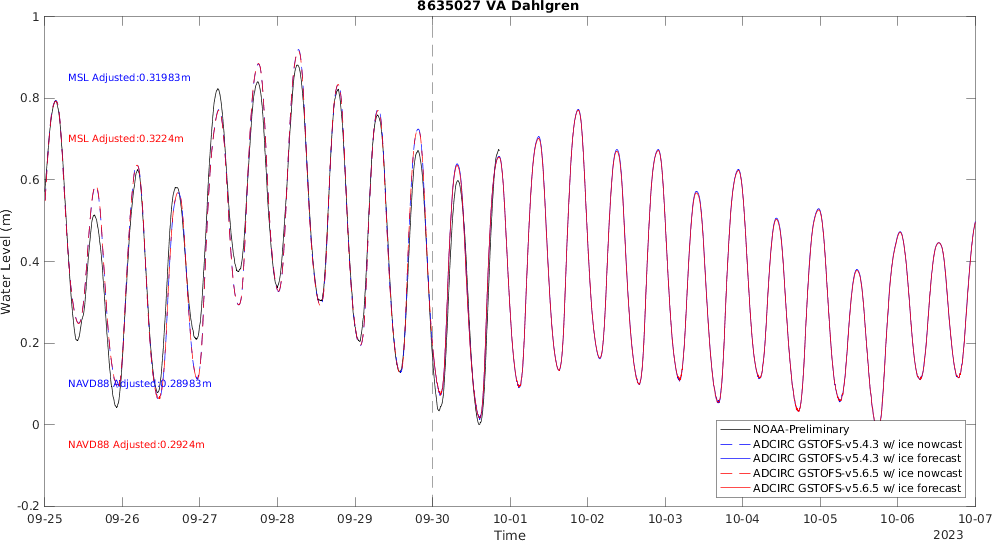 8635027 VA Dahlgren
1
0.8
0.6
0.4
0.2
0
-0.2
Water Level (m)
MSL Adjusted:0.31983m
MSL Adjusted:0.3224m
NAVD88 Adjusted:0.28983m
NAVD88 Adjusted:0.2924m
NOAA-Preliminary
ADCIRC GSTOFS-v5.4.3 w/ ice nowcast
ADCIRC GSTOFS-v5.4.3 w/ ice forecast
ADCIRC GSTOFS-v5.6.5 w/ ice nowcast
ADCIRC GSTOFS-v5.6.5 w/ ice forecast
09-25 09-26 09-27 09-28 09-29 09-30 10-01 10-02 10-03 10-04 10-05 10-06 10-07
Time
2023